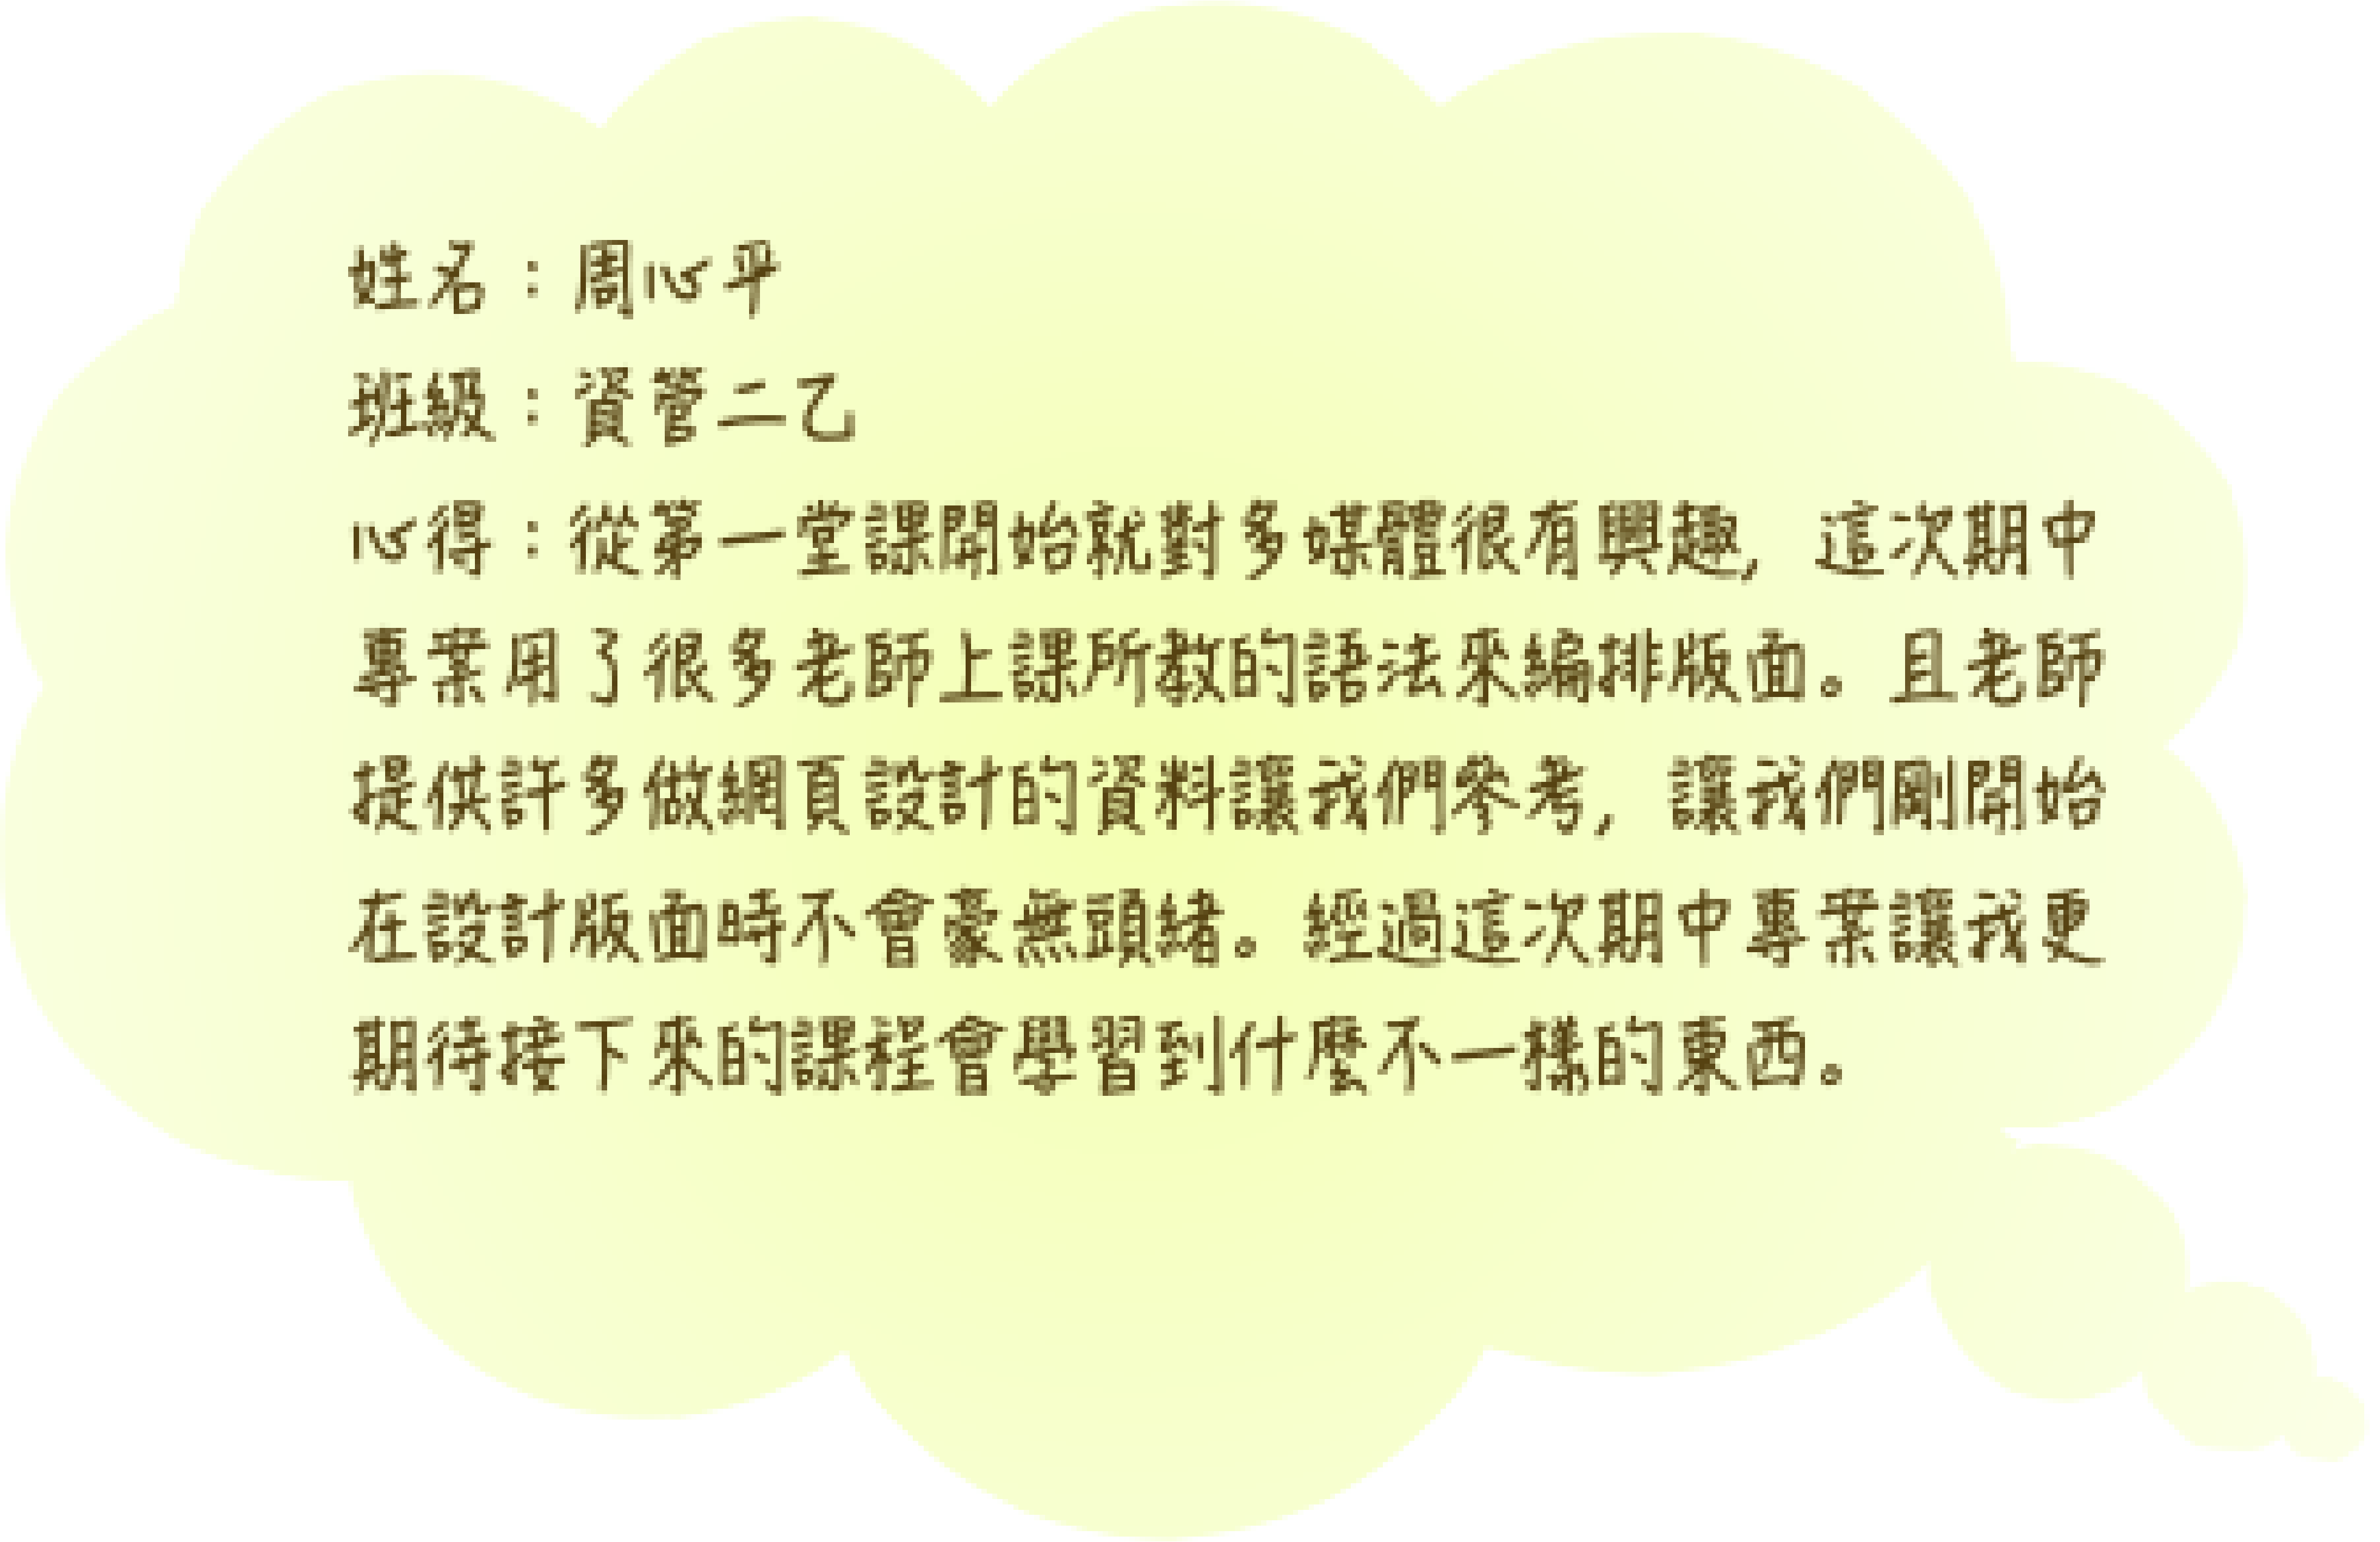 姓名：周心平
班級：資管二乙
心得：從第一堂課開始就對多媒體很有興趣, 這次期中
專業用了很多老師上課所教的語法來編排版面。且老師
提供許多做網頁設計的資料讓我們參考, 讓我們剛開始
在設計版面時不會豪無頭緒。經過這次期中專業讓我更
期待接下來的課程會學習到什麼不一樣的東西。